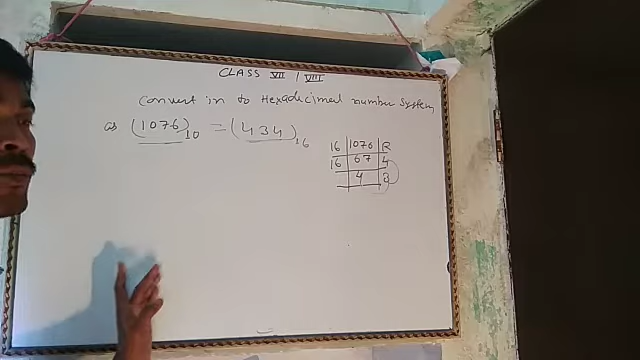 CLASS VII / VIII
Convert in to Hexadecimal number System,
a) (1076)10 = (434)16
16 | 1076 | R
16 | 67 | 4
4 | 3